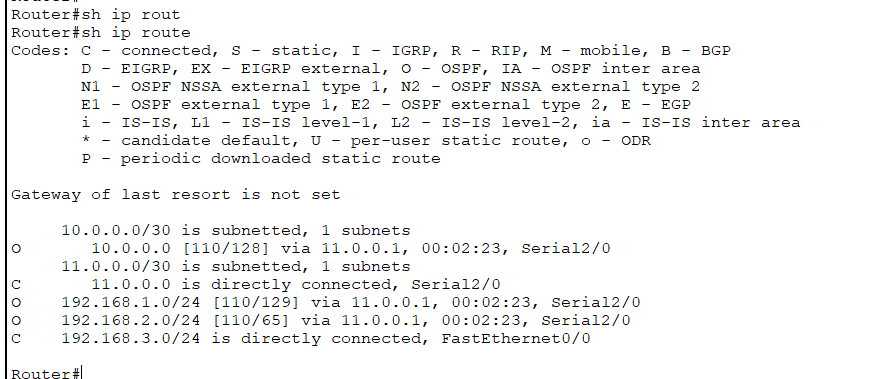 Router#sh ip rout
Router#sh ip route
Codes: C - connected, S - static, I - IGRP, R - RIP, M - mobile, B - BGP
       D - EIGRP, EX - EIGRP external, O - OSPF, IA - OSPF inter area
       N1 - OSPF NSSA external type 1, N2 - OSPF NSSA external type 2
       E1 - OSPF external type 1, E2 - OSPF external type 2, E - EGP
       i - IS-IS, L1 - IS-IS level-1, L2 - IS-IS level-2, ia - IS-IS inter area
       * - candidate default, U - per-user static route, o - ODR
       P - periodic downloaded static route

Gateway of last resort is not set

     10.0.0.0/30 is subnetted, 1 subnets
O       10.0.0.0 [110/128] via 11.0.0.1, 00:02:23, Serial2/0
     11.0.0.0/30 is subnetted, 1 subnets
C       11.0.0.0 is directly connected, Serial2/0
O    192.168.1.0/24 [110/129] via 11.0.0.1, 00:02:23, Serial2/0
O    192.168.2.0/24 [110/65] via 11.0.0.1, 00:02:23, Serial2/0
C    192.168.3.0/24 is directly connected, FastEthernet0/0

Router#